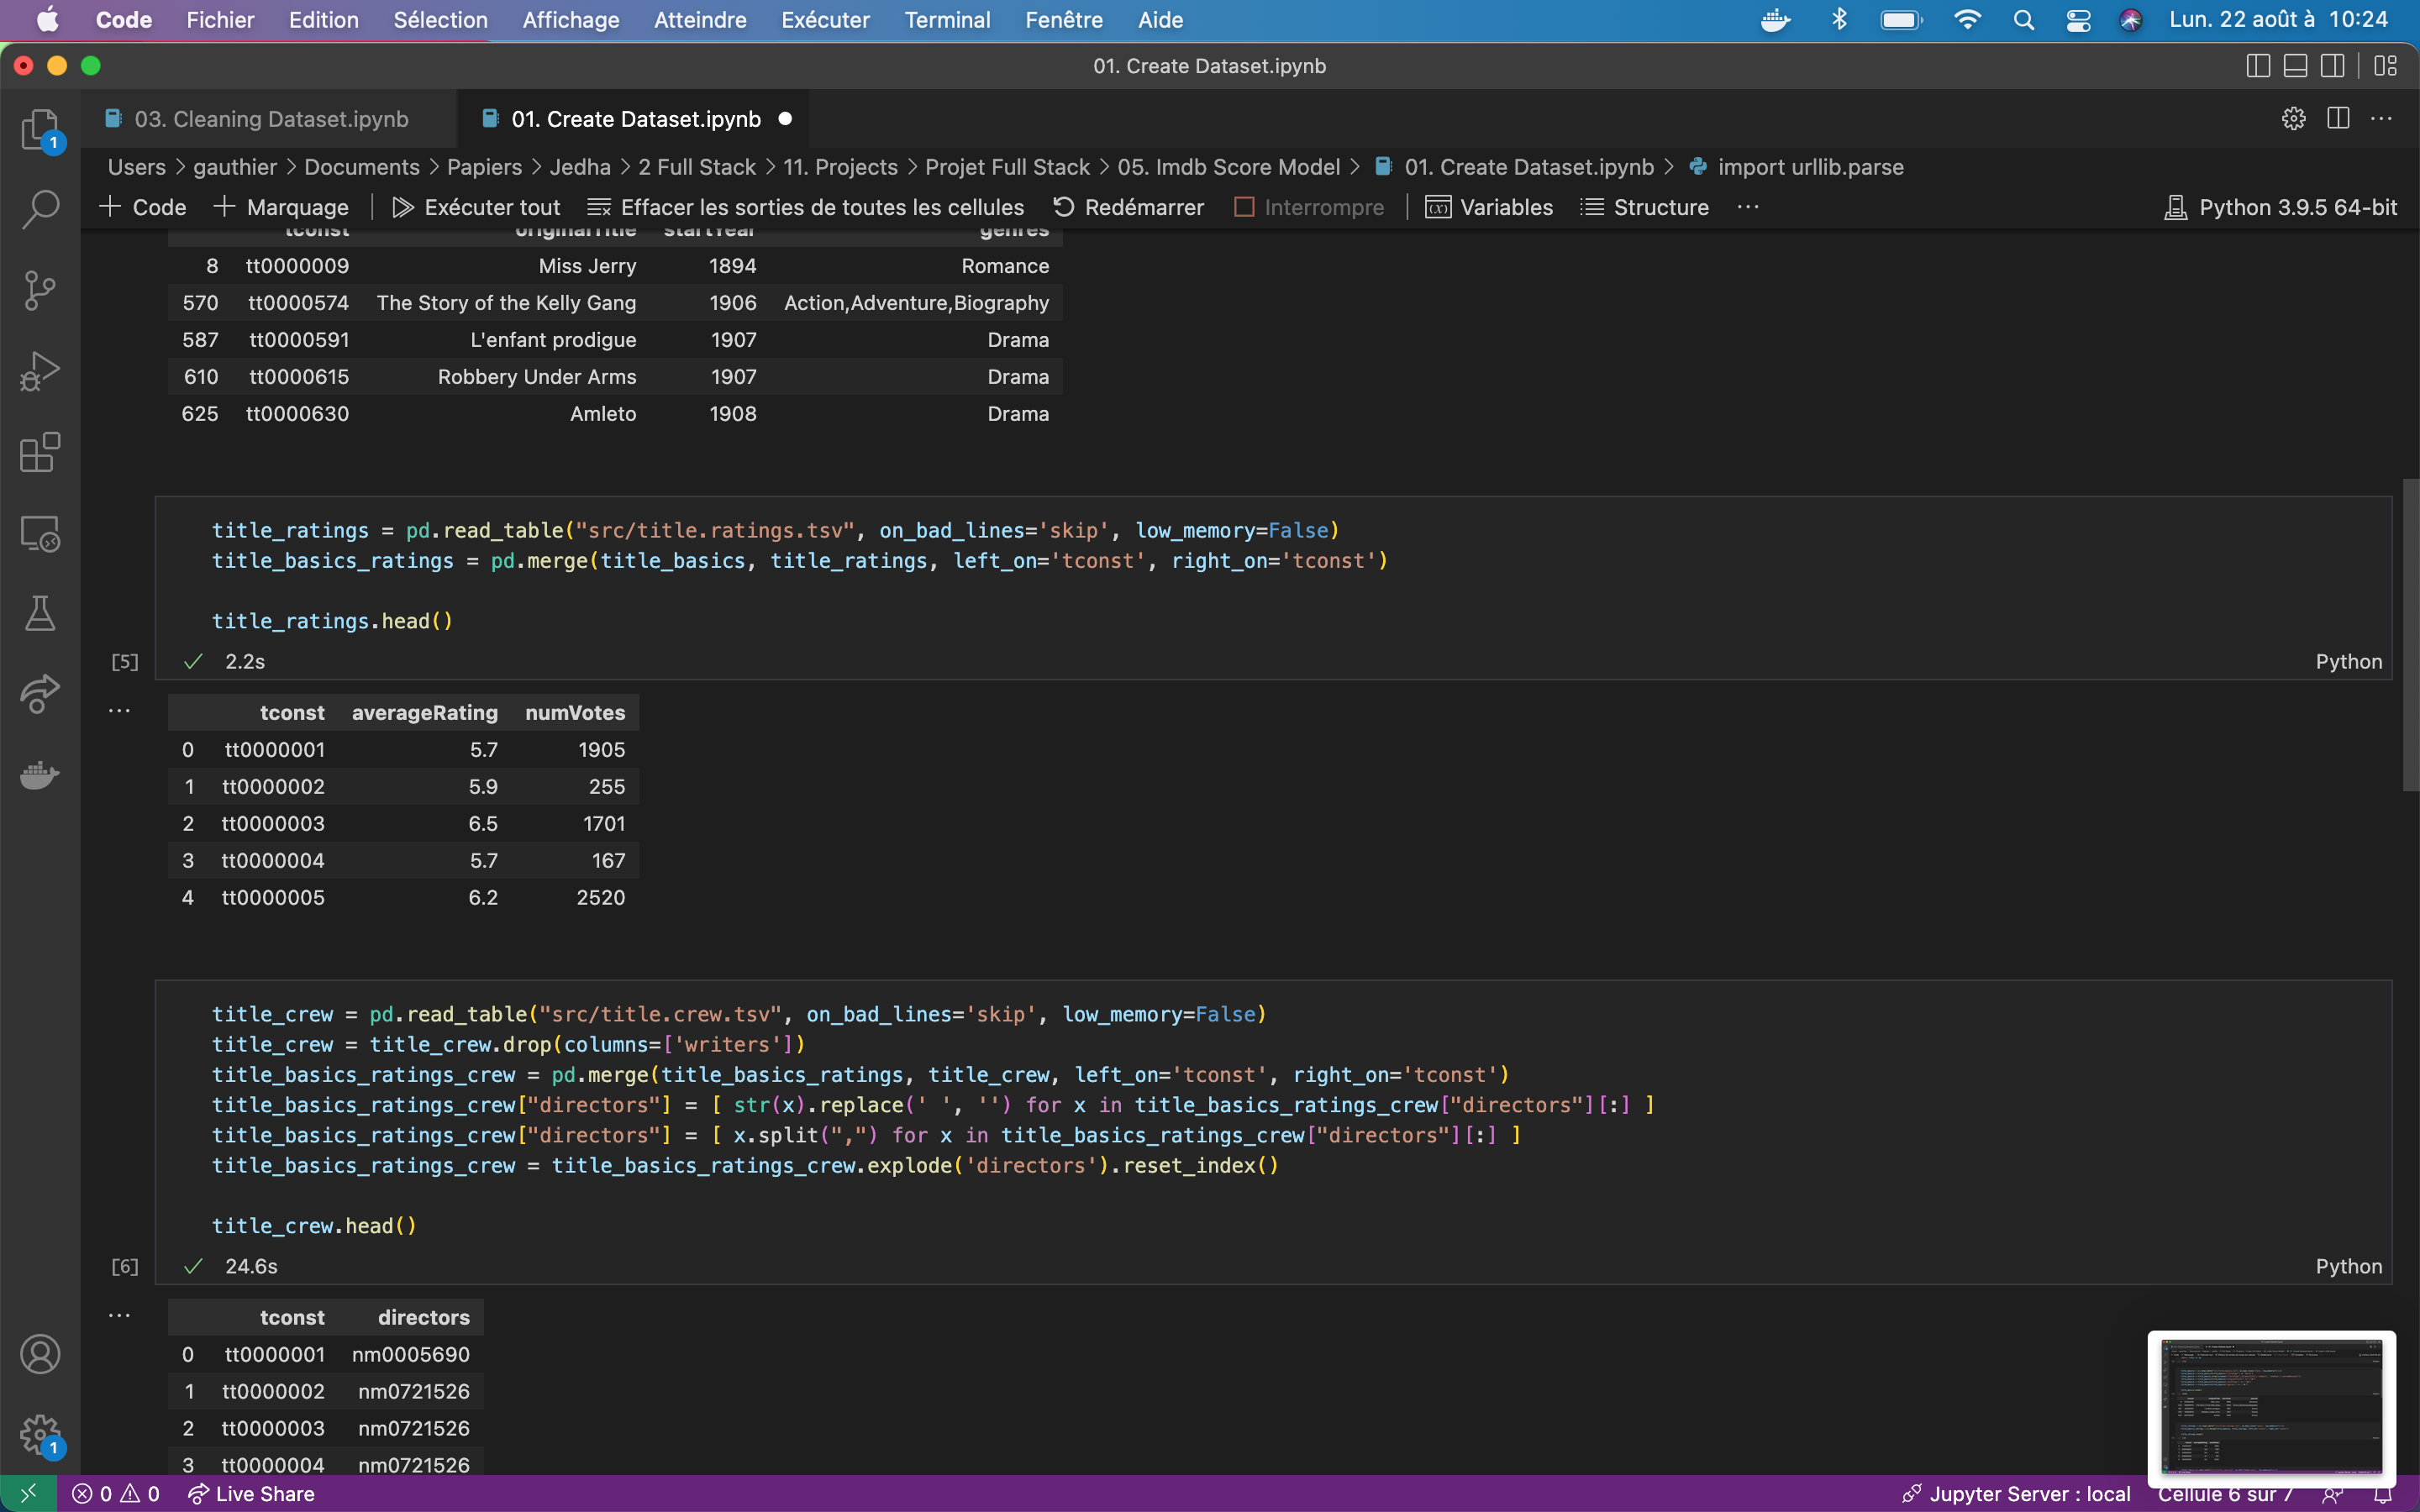 Code Fichier Edition Sélection Affichage Atteindre Exécuter Terminal Fenêtre Aide Lun. 22 août à 10:24
01. Create Dataset.ipynb
03. Cleaning Dataset.ipynb 01. Create Dataset.ipynb
1
Users > gauthier > Documents > Papiers > Jedha > 2 Full Stack > 11. Projects > Projet Full Stack > 05. Imdb Score Model > 01. Create Dataset.ipynb > import urllib.parse
+ Code + Marquage Exécuter tout Effacer les sorties de toutes les cellules Redémarrer Interrompre Variables Structure ··· Python 3.9.5 64-bit
tconst originalTitle startYear genres
8 tt0000009 Miss Jerry 1894 Romance
570 tt0000574 The Story of the Kelly Gang 1906 Action,Adventure,Biography
587 tt0000591 L'enfant prodigue 1907 Drama
610 tt0000615 Robbery Under Arms 1907 Drama
625 tt0000630 Amleto 1908 Drama
title_ratings = pd.read_table("src/title.ratings.tsv", on_bad_lines='skip', low_memory=False)
title_basics_ratings = pd.merge(title_basics, title_ratings, left_on='tconst', right_on='tconst')
title_ratings.head()
[5] ✓ 2.2s Python
tconst averageRating numVotes
0 tt0000001 5.7 1905
1 tt0000002 5.9 255
2 tt0000003 6.5 1701
3 tt0000004 5.7 167
4 tt0000005 6.2 2520
title_crew = pd.read_table("src/title.crew.tsv", on_bad_lines='skip', low_memory=False)
title_crew = title_crew.drop(columns=['writers'])
title_basics_ratings_crew = pd.merge(title_basics_ratings, title_crew, left_on='tconst', right_on='tconst')
title_basics_ratings_crew["directors"] = [ str(x).replace(' ', '') for x in title_basics_ratings_crew["directors"][:] ]
title_basics_ratings_crew["directors"] = [ x.split(",") for x in title_basics_ratings_crew["directors"][:] ]
title_basics_ratings_crew = title_basics_ratings_crew.explode('directors').reset_index()
title_crew.head()
[6] ✓ 24.6s Python
tconst directors
0 tt0000001 nm0005690
1 tt0000002 nm0721526
2 tt0000003 nm0721526
3 tt0000004 nm0721526
1
0 0 Live Share Jupyter Server : local Cellule 6 sur 7